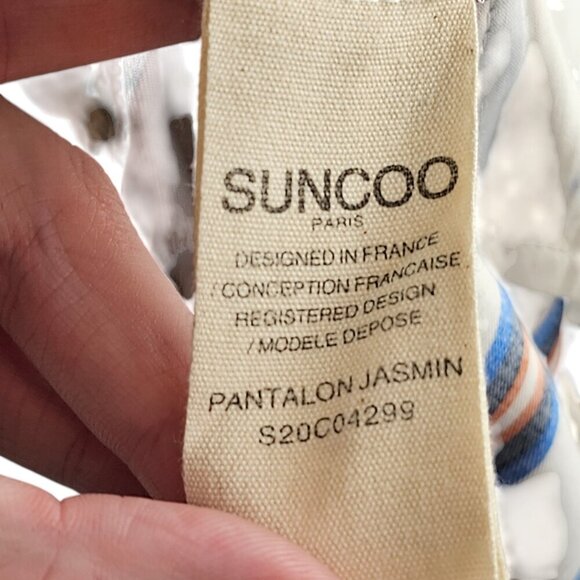 SUNCOO
PARIS
DESIGNED IN FRANCE
/ CONCEPTION FRANCAISE
REGISTERED DESIGN
/ MODELE DEPOSE
PANTALON JASMIN
S20C04299